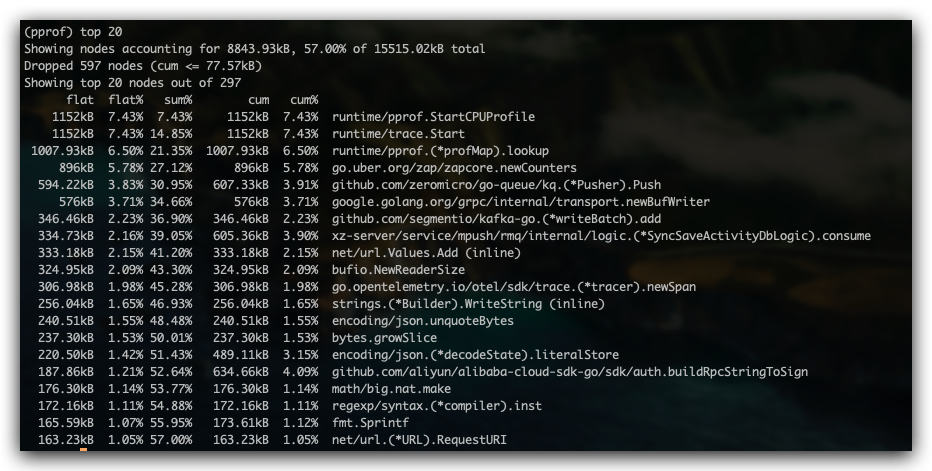 (pprof) top 20
Showing nodes accounting for 8843.93kB, 57.00% of 15515.02kB total
Dropped 597 nodes (cum <= 77.57kB)
Showing top 20 nodes out of 297
flat flat% sum% cum cum%
1152kB 7.43% 7.43% 1152kB 7.43% runtime/pprof.StartCPUProfile
1152kB 7.43% 14.85% 1152kB 7.43% runtime/trace.Start
1007.93kB 6.50% 21.35% 1007.93kB 6.50% runtime/pprof.(*profMap).lookup
896kB 5.78% 27.12% 896kB 5.78% go.uber.org/zap/zapcore.newCounters
594.22kB 3.83% 30.95% 607.33kB 3.91% github.com/zeromicro/go-queue/kq.(*Pusher).Push
576kB 3.71% 34.66% 576kB 3.71% google.golang.org/grpc/internal/transport.newBufWriter
346.46kB 2.23% 36.90% 346.46kB 2.23% github.com/segmentio/kafka-go.(*writeBatch).add
334.73kB 2.16% 39.05% 605.36kB 3.90% xz-server/service/mpush/rmq/internal/logic.(*SyncSaveActivityDbLogic).consume
333.18kB 2.15% 41.20% 333.18kB 2.15% net/url.Values.Add (inline)
324.95kB 2.09% 43.30% 324.95kB 2.09% bufio.NewReaderSize
306.98kB 1.98% 45.28% 306.98kB 1.98% go.opentelemetry.io/otel/sdk/trace.(*tracer).newSpan
256.04kB 1.65% 46.93% 256.04kB 1.65% strings.(*Builder).WriteString (inline)
240.51kB 1.55% 48.48% 240.51kB 1.55% encoding/json.unquoteBytes
237.30kB 1.53% 50.01% 237.30kB 1.53% bytes.growSlice
220.50kB 1.42% 51.43% 489.11kB 3.15% encoding/json.(*decodeState).literalStore
187.86kB 1.21% 52.64% 634.66kB 4.09% github.com/aliyun/alibaba-cloud-sdk-go/sdk/auth.buildRpcStringToSign
176.30kB 1.14% 53.77% 176.30kB 1.14% math/big.nat.make
172.16kB 1.11% 54.88% 172.16kB 1.11% regexp/syntax.(*compiler).inst
165.59kB 1.07% 55.95% 173.61kB 1.12% fmt.Sprintf
163.23kB 1.05% 57.00% 163.23kB 1.05% net/url.(*URL).RequestURI